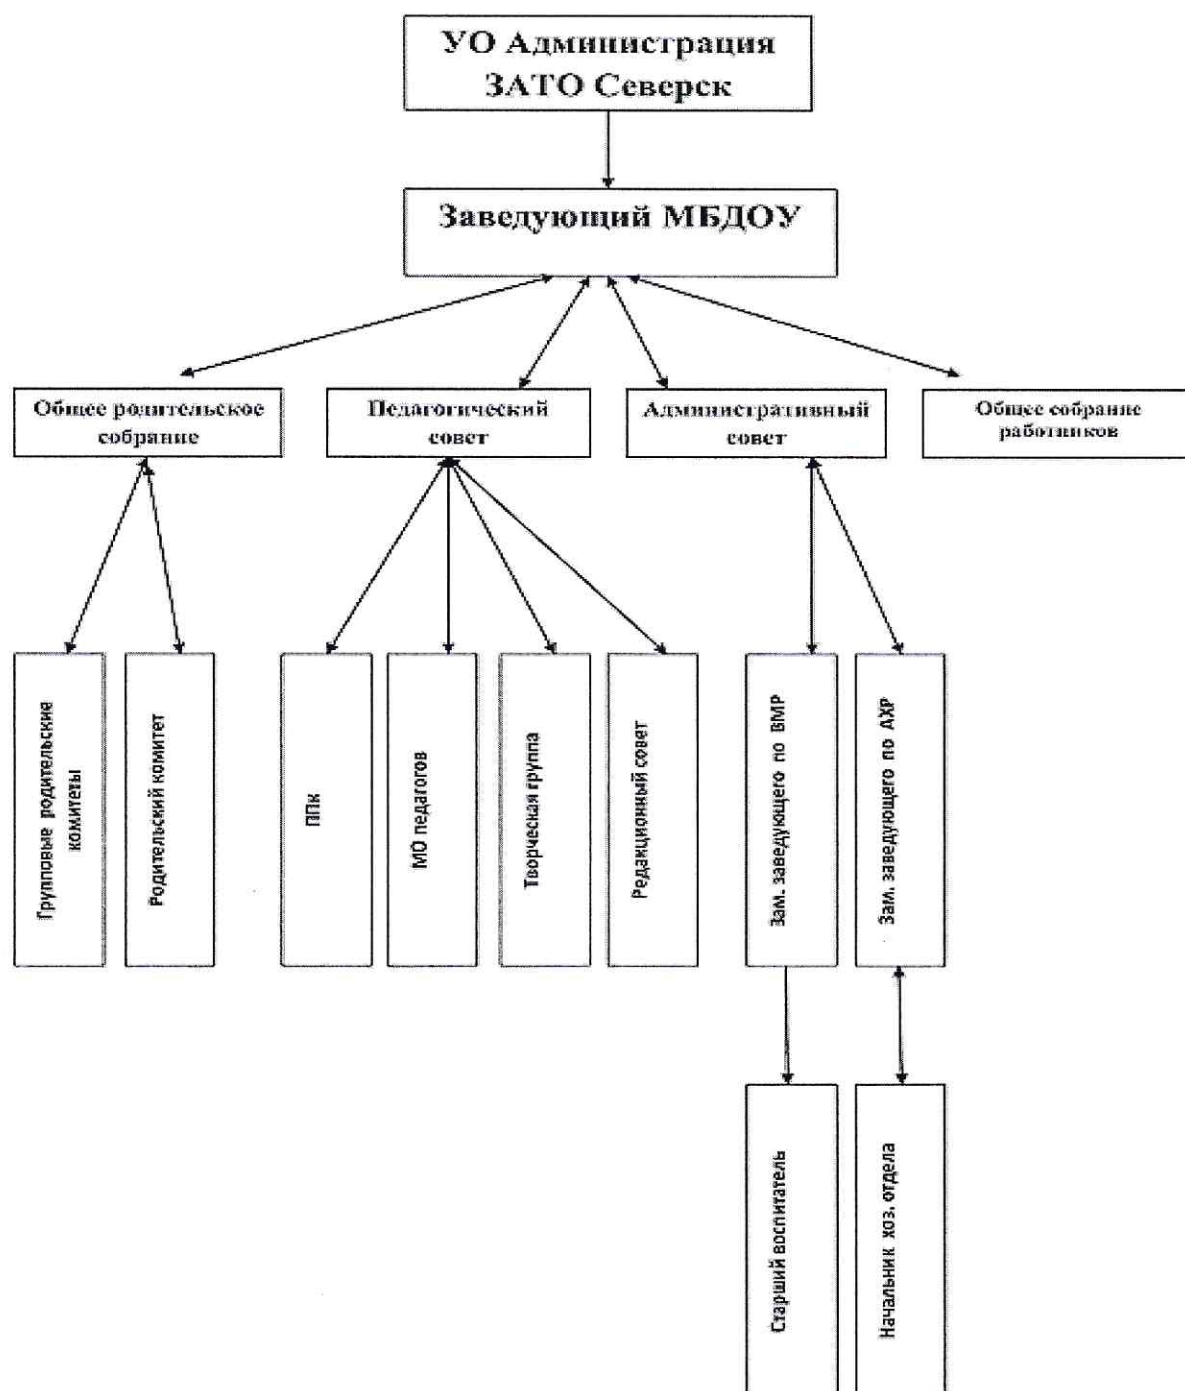 УО Администрация
ЗАТО Северск
Заведующий МБДОУ
Общее родительское
собрание
Педагогический
совет
Административный
совет
Общее собрание
работников
Групповые родительские
комитеты
Родительский комитет
ППк
МО педагогов
Творческая группа
Редакционный совет
Зам. заведующего по ВМР
Зам. заведующего по АХР
Старший воспитатель
Начальник хоз. отдела